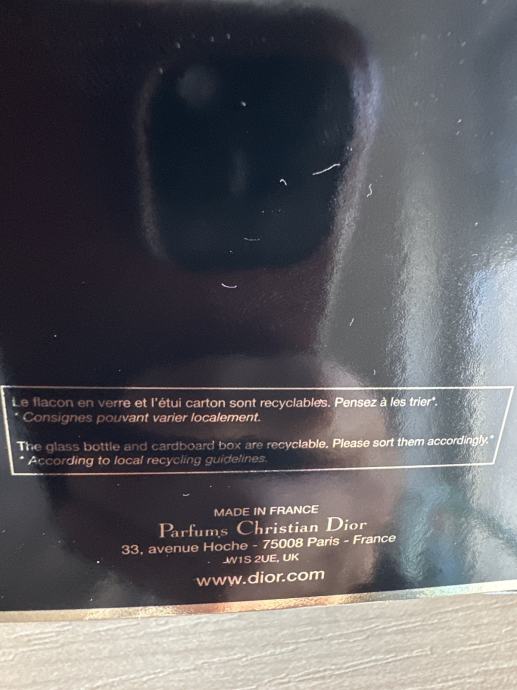 Le flacon en verre et l'étui carton sont recyclables. Pensez à les trier*.
* Consignes pouvant varier localement.
The glass bottle and cardboard box are recyclable. Please sort them accordingly.*
* According to local recycling guidelines.
MADE IN FRANCE
Parfums Christian Dior
33, avenue Hoche - 75008 Paris - France
W1S 2UE, UK
www.dior.com